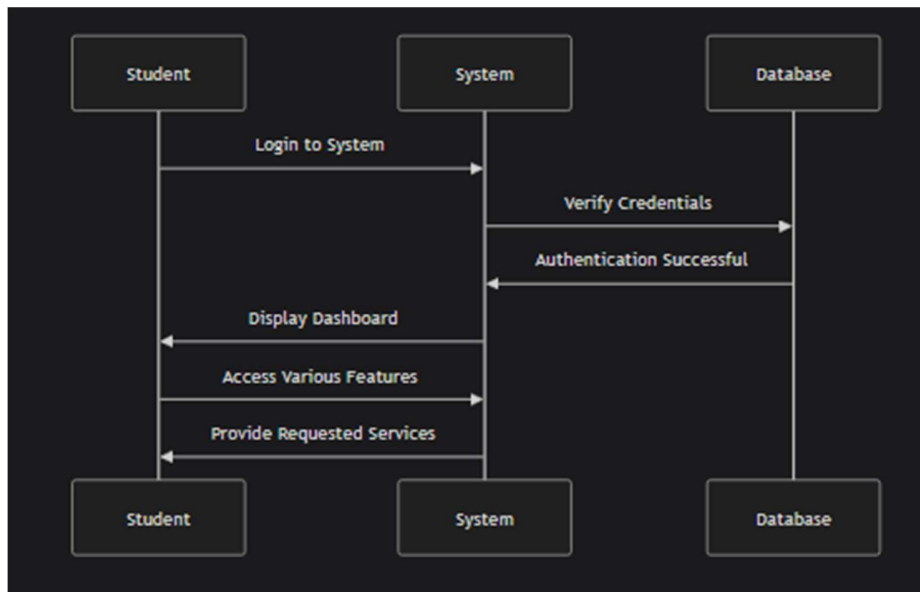 Student
System
Database
Login to System
Verify Credentials
Authentication Successful
Display Dashboard
Access Various Features
Provide Requested Services
Student
System
Database